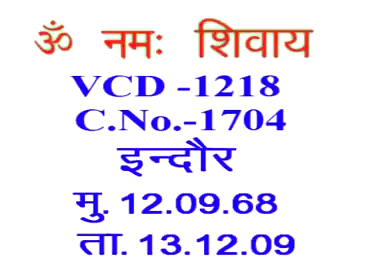 ॐ नमः शिवाय
VCD -1218
C.No.-1704
इन्दौर
मु. 12.09.68
ता. 13.12.09